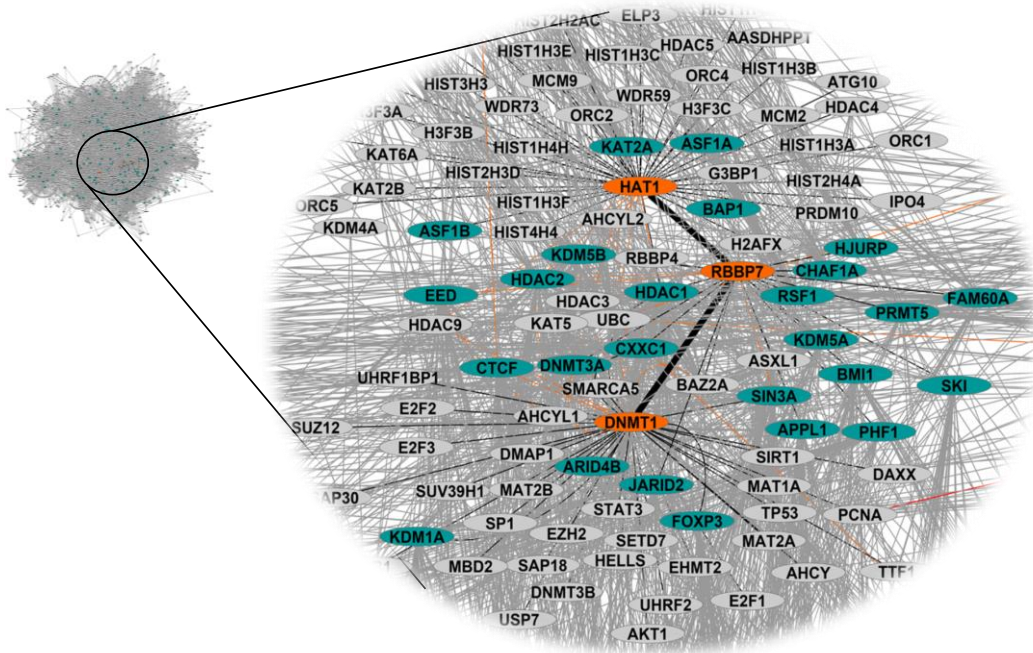 HIST2H2AC
ELP3
AASDHPPT
HIST1H3E
HIST1H3C
HDAC5
HIST3H3
MCM9
ORC4
HIST1H3B
ATG10
WDR73
WDR59
H3F3C
MCM2
HDAC4
H3F3B
ORC2
HIST1H4H
KAT2A
ASF1A
HIST1H3A
ORC1
KAT6A
HIST2H3D
HAT1
G3BP1
HIST2H4A
KAT2B
HIST1H3F
AHCYL2
BAP1
PRDM10
IPO4
ORC5
KDM4A
ASF1B
HIST4H4
KDM5B
RBBP4
H2AFX
HJURP
EED
HDAC2
HDAC1
RBBP7
CHAF1A
RSF1
FAM60A
HDAC3
PRMT5
HDAC9
KAT5
UBC
KDM5A
CXXC1
ASXL1
CTCF
DNMT3A
BMI1
UHRF1BP1
SMARCA5
BAZ2A
SIN3A
SKI
E2F2
AHCYL1
DNMT1
APPL1
PHF1
SUZ12
E2F3
DMAP1
SIRT1
ARID4B
DAXX
SUV39H1
MAT2B
JARID2
MAT1A
STAT3
TP53
PCNA
SP1
FOXP3
KDM1A
EZH2
SETD7
MAT2A
MBD2
SAP18
HELLS
EHMT2
AHCY
TTF1
DNMT3B
USP7
UHRF2
E2F1
AKT1